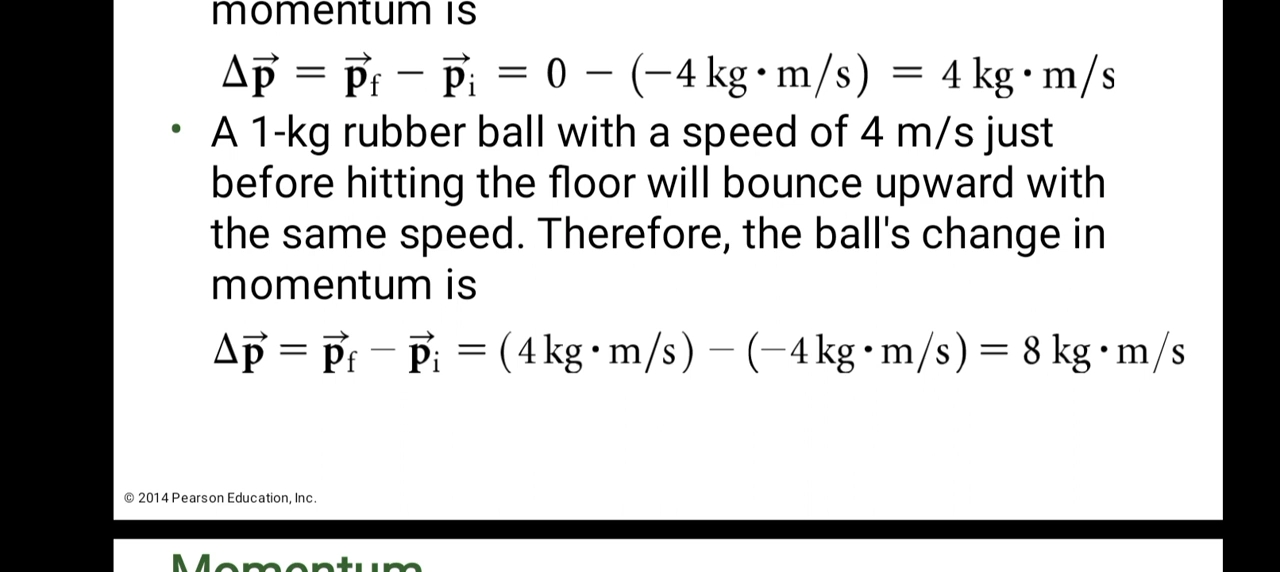 momentum is
Δp⃗ = p⃗f − p⃗i = 0 − (−4 kg · m/s) = 4 kg · m/s
• A 1-kg rubber ball with a speed of 4 m/s just
before hitting the floor will bounce upward with
the same speed. Therefore, the ball's change in
momentum is
Δp⃗ = p⃗f − p⃗i = (4 kg · m/s) − (−4 kg · m/s) = 8 kg · m/s
© 2014 Pearson Education, Inc.
Momentum